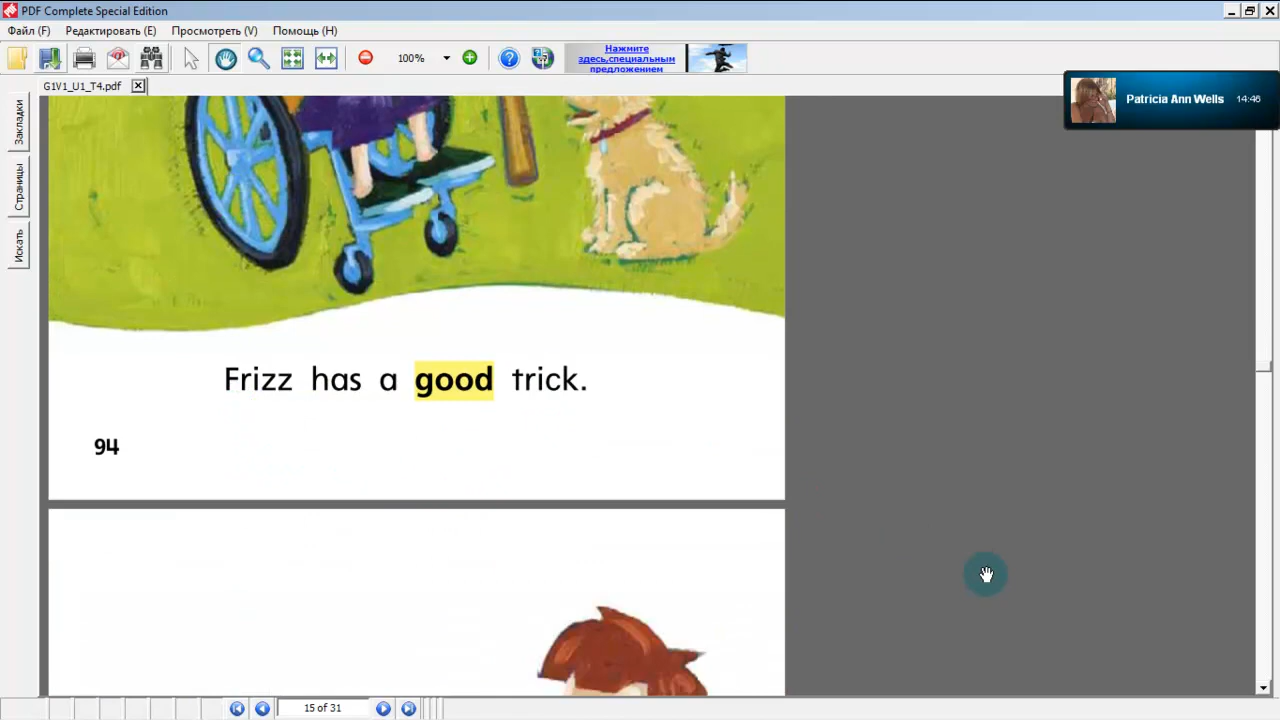 PDF Complete Special Edition
Файл (F) Редактировать (E) Просмотреть (V) Помощь (H)
100%
Нажмите
здесь,специальным
предложением
G1V1_U1_T4.pdf
Patricia Ann Wells 14:46
Закладки
Страницы
Искать
Frizz has a good trick.
94
15 of 31